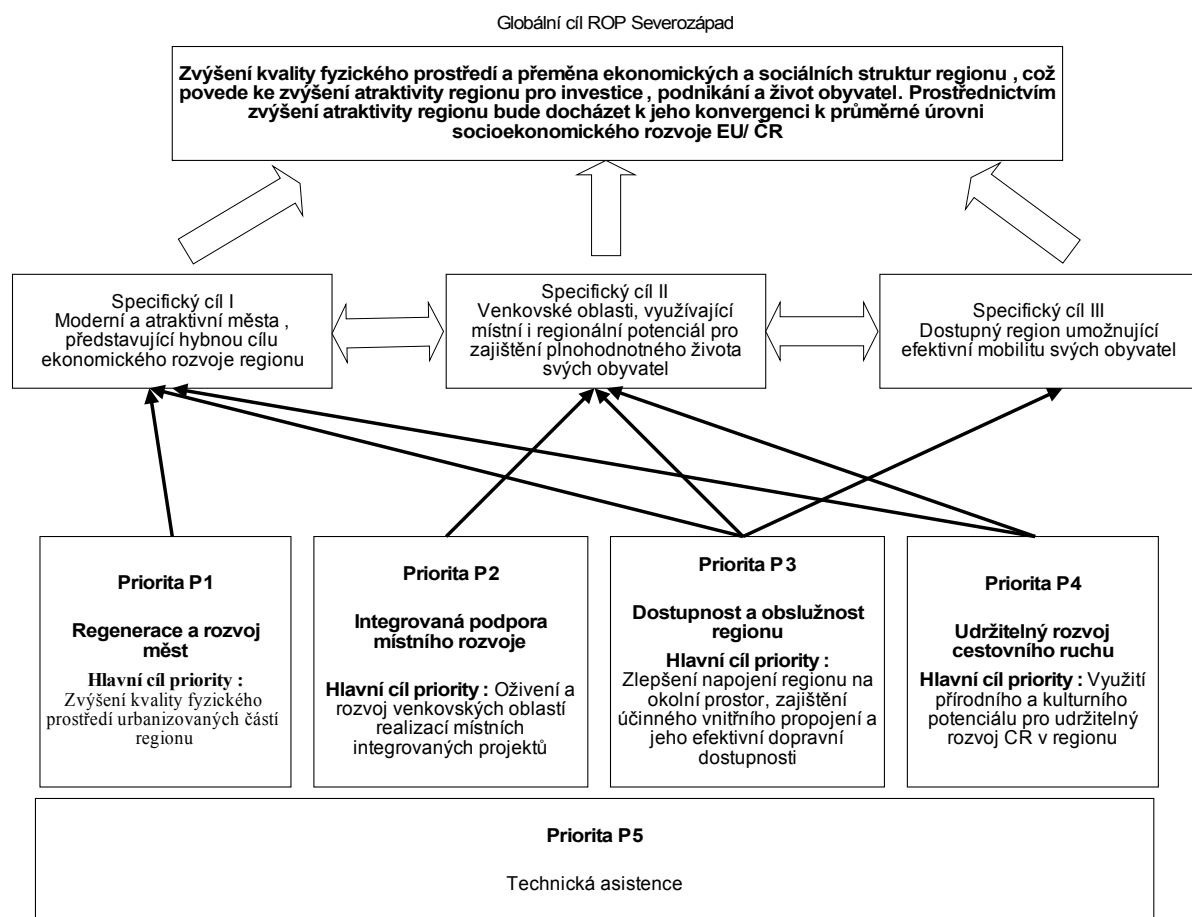 Globální cíl ROP Severozápad
Zvýšení kvality fyzického prostředí a přeměna ekonomických a sociálních struktur regionu , což
povede ke zvýšení atraktivity regionu pro investice , podnikání a život obyvatel. Prostřednictvím
zvýšení atraktivity regionu bude docházet k jeho konvergenci k průměrné úrovni
socioekonomického rozvoje EU/ ČR
Specifický cíl I
Moderní a atraktivní města ,
představující hybnou cílu
ekonomického rozvoje regionu
Specifický cíl II
Venkovské oblasti, využívající
místní i regionální potenciál pro
zajištění plnohodnotného života
svých obyvatel
Specifický cíl III
Dostupný region umožnující
efektivní mobilitu svých obyvatel
Priorita P1
Regenerace a rozvoj
měst
Hlavní cíl priority :
Zvýšení kvality fyzického
prostředí urbanizovaných částí
regionu
Priorita P2
Integrovaná podpora
místního rozvoje
Hlavní cíl priority : Oživení a
rozvoj venkovských oblastí
realizací místních
integrovaných projektů
Priorita P3
Dostupnost a obslužnost
regionu
Hlavní cíl priority :
Zlepšení napojení regionu na
okolní prostor, zajištění
účinného vnitřního propojení a
jeho efektivní dopravní
dostupnosti
Priorita P4
Udržitelný rozvoj
cestovního ruchu
Hlavní cíl priority : Využití
přírodního a kulturního
potenciálu pro udržitelný
rozvoj CR v regionu
Priorita P5
Technická asistence